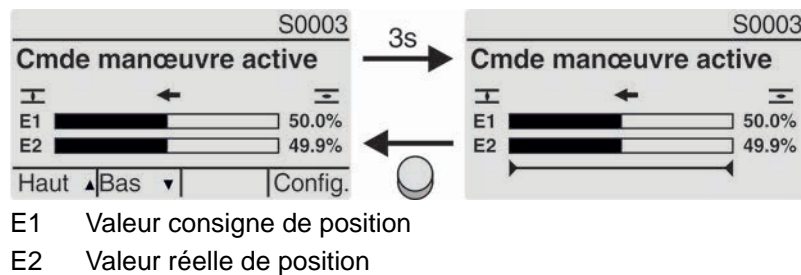 S0003
Cmde manœuvre active
E1 50.0%
E2 49.9%
Haut ▲ Bas ▼ Config.
3s
S0003
Cmde manœuvre active
E1 50.0%
E2 49.9%
E1 Valeur consigne de position
E2 Valeur réelle de position